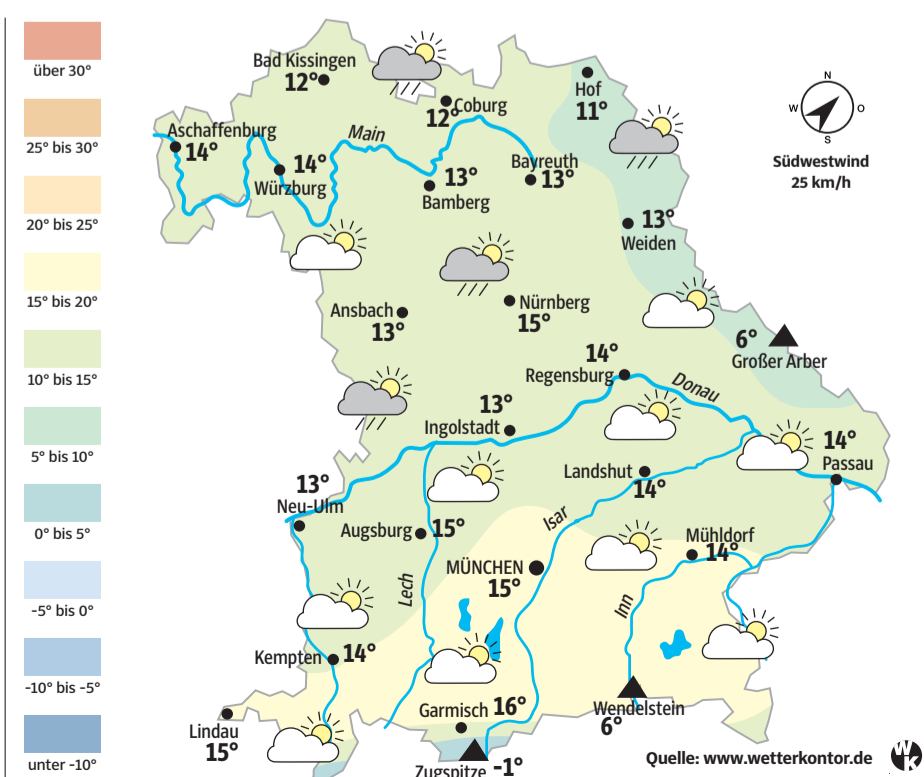 über 30°
25° bis 30°
20° bis 25°
15° bis 20°
10° bis 15°
5° bis 10°
0° bis 5°
-5° bis 0°
-10° bis -5°
unter -10°
Bad Kissingen
12°
Coburg
12°
Hof
11°
N
W O
S
Südwestwind
25 km/h
Aschaffenburg
14°
Main
14°
Würzburg
13°
Bamberg
Bayreuth
13°
13°
Weiden
Ansbach
13°
Nürnberg
15°
6°
Großer Arber
14°
Regensburg
Donau
13°
Ingolstadt
14°
Passau
Landshut
14°
13°
Neu-Ulm
Augsburg 15°
Isar
Mühldorf
14°
MÜNCHEN
15°
Lech
Inn
Kempten 14°
Garmisch 16°
Wendelstein
6°
Lindau
15°
Zugspitze -1°
Quelle: www.wetterkontor.de
WK